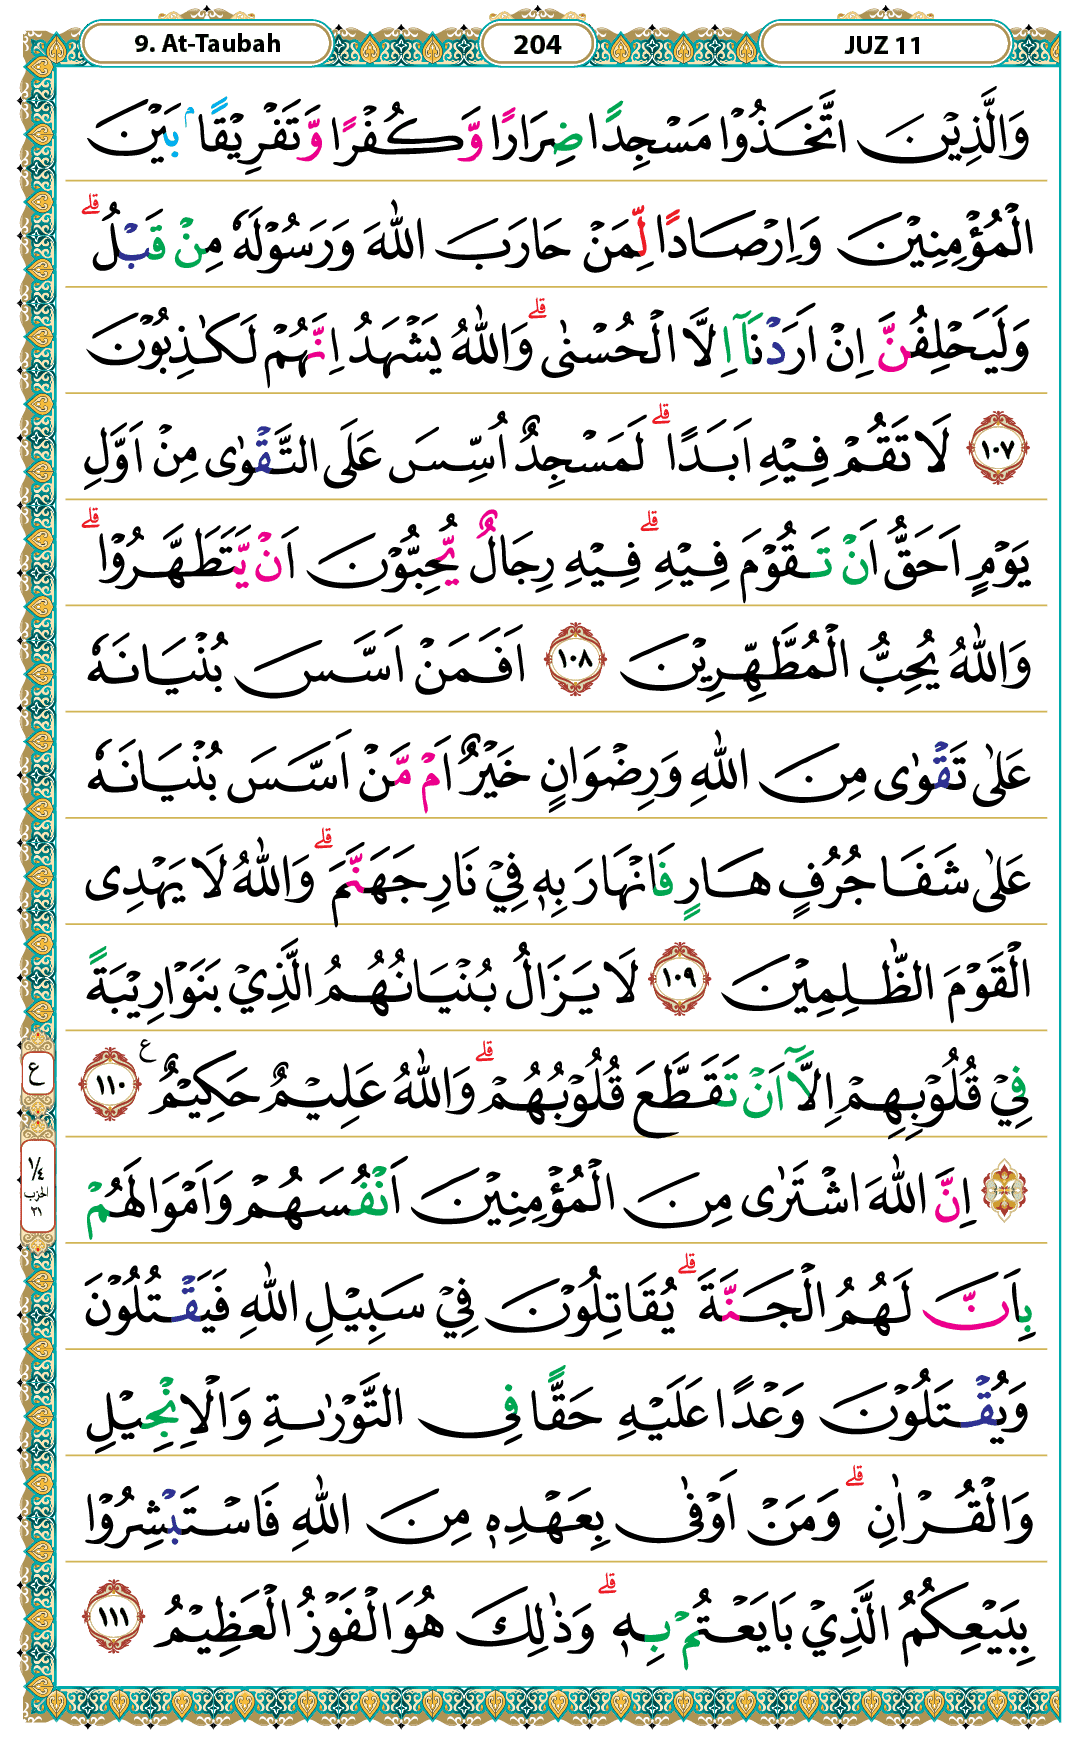 9. At-Taubah
204
JUZ 11
وَالَّذِيْنَ اتَّخَذُوْا مَسْجِدًا ضِرَارًا وَّكُفْرًا وَّتَفْرِيْقًاۢ بَيْنَ
الْمُؤْمِنِيْنَ وَاِرْصَادًا لِّمَنْ حَارَبَ اللّٰهَ وَرَسُوْلَهٗ مِنْ قَبْلُۗ
وَلَيَحْلِفُنَّ اِنْ اَرَدْنَآ اِلَّا الْحُسْنٰىۗ وَاللّٰهُ يَشْهَدُ اِنَّهُمْ لَكٰذِبُوْنَ
١٠٧ لَا تَقُمْ فِيْهِ اَبَدًاۗ لَمَسْجِدٌ اُسِّسَ عَلَى التَّقْوٰى مِنْ اَوَّلِ
يَوْمٍ اَحَقُّ اَنْ تَقُوْمَ فِيْهِۗ فِيْهِ رِجَالٌ يُّحِبُّوْنَ اَنْ يَّتَطَهَّرُوْاۗ
وَاللّٰهُ يُحِبُّ الْمُطَّهِّرِيْنَ ١٠٨ اَفَمَنْ اَسَّسَ بُنْيَانَهٗ
عَلٰى تَقْوٰى مِنَ اللّٰهِ وَرِضْوَانٍ خَيْرٌ اَمْ مَّنْ اَسَّسَ بُنْيَانَهٗ
عَلٰى شَفَا جُرُفٍ هَارٍ فَانْهَارَ بِهٖ فِيْ نَارِ جَهَنَّمَۗ وَاللّٰهُ لَا يَهْدِى
الْقَوْمَ الظّٰلِمِيْنَ ١٠٩ لَا يَزَالُ بُنْيَانُهُمُ الَّذِيْ بَنَوْا رِيْبَةً
فِيْ قُلُوْبِهِمْ اِلَّآ اَنْ تَقَطَّعَ قُلُوْبُهُمْۗ وَاللّٰهُ عَلِيْمٌ حَكِيْمٌ ࣖ ١١٠
ع
۞ اِنَّ اللّٰهَ اشْتَرٰى مِنَ الْمُؤْمِنِيْنَ اَنْفُسَهُمْ وَاَمْوَالَهُمْ
١/٤
الحزب
٢١
بِاَنَّ لَهُمُ الْجَنَّةَۗ يُقَاتِلُوْنَ فِيْ سَبِيْلِ اللّٰهِ فَيَقْتُلُوْنَ
وَيُقْتَلُوْنَ وَعْدًا عَلَيْهِ حَقًّا فِى التَّوْرٰىةِ وَالْاِنْجِيْلِ
وَالْقُرْاٰنِۗ وَمَنْ اَوْفٰى بِعَهْدِهٖ مِنَ اللّٰهِ فَاسْتَبْشِرُوْا
بِبَيْعِكُمُ الَّذِيْ بَايَعْتُمْ بِهٖۗ وَذٰلِكَ هُوَ الْفَوْزُ الْعَظِيْمُ ١١١